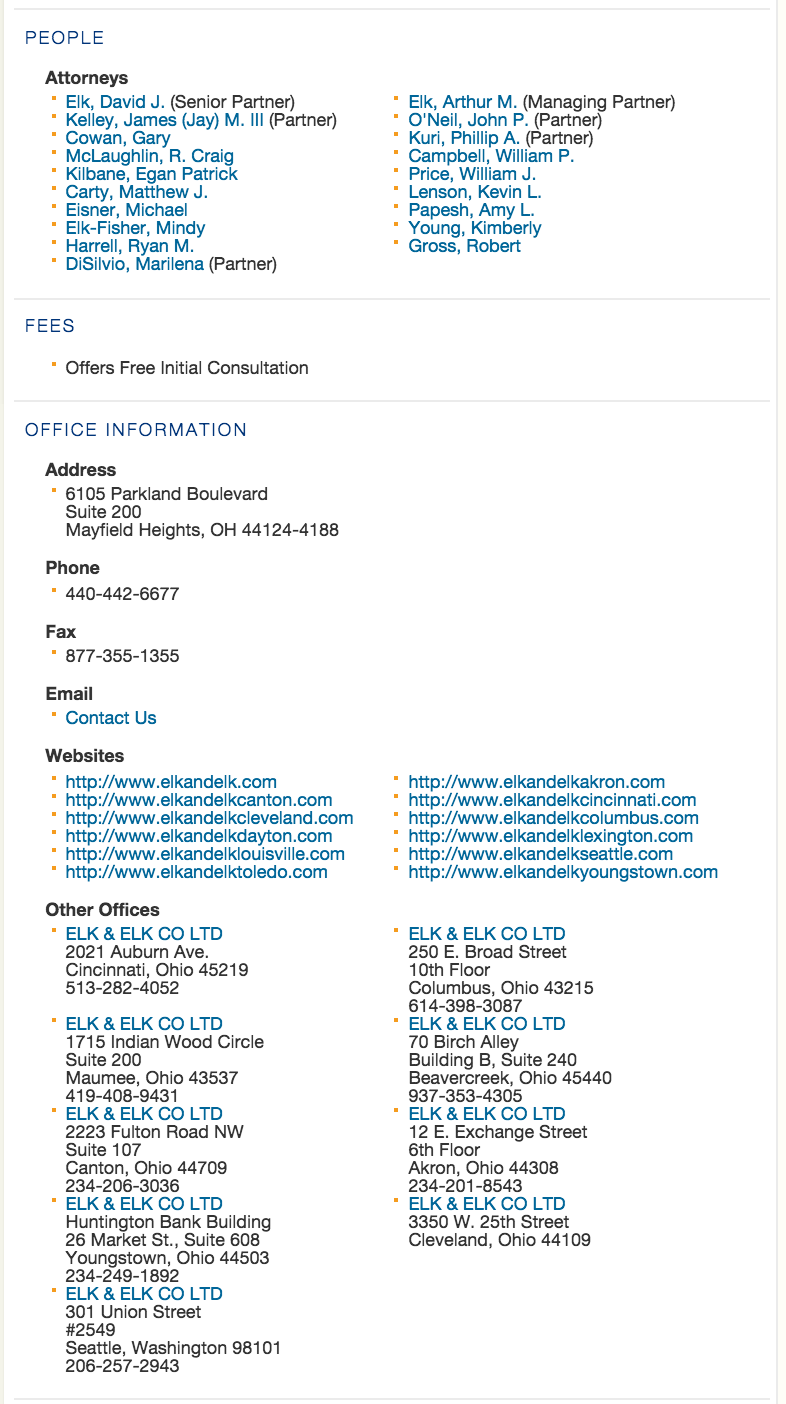 PEOPLE
Attorneys
Elk, David J. (Senior Partner)
Elk, Arthur M. (Managing Partner)
Kelley, James (Jay) M. III (Partner)
O'Neil, John P. (Partner)
Cowan, Gary
Kuri, Phillip A. (Partner)
McLaughlin, R. Craig
Campbell, William P.
Kilbane, Egan Patrick
Price, William J.
Carty, Matthew J.
Lenson, Kevin L.
Eisner, Michael
Papesh, Amy L.
Elk-Fisher, Mindy
Young, Kimberly
Harrell, Ryan M.
Gross, Robert
DiSilvio, Marilena (Partner)
FEES
Offers Free Initial Consultation
OFFICE INFORMATION
Address
6105 Parkland Boulevard
Suite 200
Mayfield Heights, OH 44124-4188
Phone
440-442-6677
Fax
877-355-1355
Email
Contact Us
Websites
http://www.elkandelk.com
http://www.elkandelkakron.com
http://www.elkandelkcanton.com
http://www.elkandelkcincinnati.com
http://www.elkandelkcleveland.com
http://www.elkandelkcolumbus.com
http://www.elkandelkdayton.com
http://www.elkandelklexington.com
http://www.elkandelklouisville.com
http://www.elkandelkseattle.com
http://www.elkandelktoledo.com
http://www.elkandelkyoungstown.com
Other Offices
ELK & ELK CO LTD
2021 Auburn Ave.
Cincinnati, Ohio 45219
513-282-4052
ELK & ELK CO LTD
250 E. Broad Street
10th Floor
Columbus, Ohio 43215
614-398-3087
ELK & ELK CO LTD
1715 Indian Wood Circle
Suite 200
Maumee, Ohio 43537
419-408-9431
ELK & ELK CO LTD
70 Birch Alley
Building B, Suite 240
Beavercreek, Ohio 45440
937-353-4305
ELK & ELK CO LTD
2223 Fulton Road NW
Suite 107
Canton, Ohio 44709
234-206-3036
ELK & ELK CO LTD
12 E. Exchange Street
6th Floor
Akron, Ohio 44308
234-201-8543
ELK & ELK CO LTD
Huntington Bank Building
26 Market St., Suite 608
Youngstown, Ohio 44503
234-249-1892
ELK & ELK CO LTD
3350 W. 25th Street
Cleveland, Ohio 44109
ELK & ELK CO LTD
301 Union Street
#2549
Seattle, Washington 98101
206-257-2943